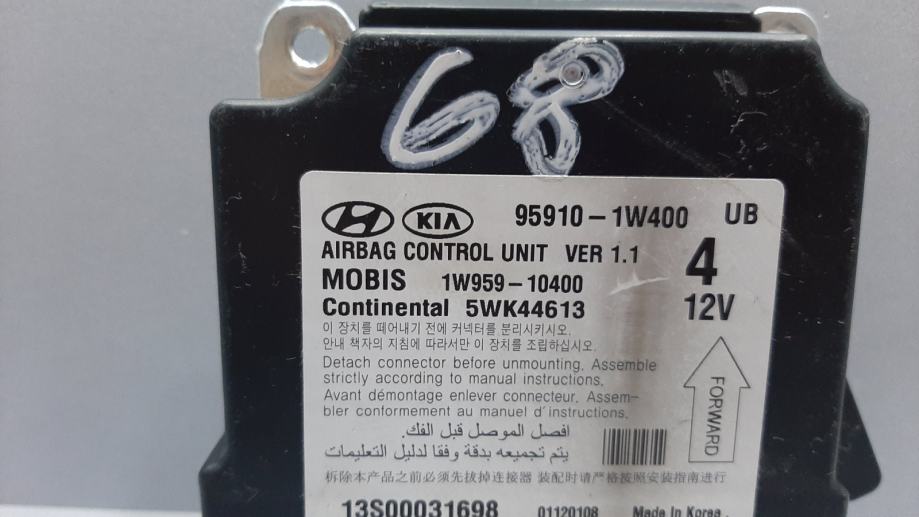 68
HYUNDAI KIA 95910-1W400 UB
AIRBAG CONTROL UNIT VER 1.1
4
MOBIS 1W959-10400
Continental 5WK44613
12V
이 장치를 떼어내기 전에 커넥터를 분리시키시오.
안내 책자의 지침에 따라서만 이 장치를 조립하십시오.
Detach connector before unmounting. Assemble
strictly according to manual instructions.
Avant démontage enlever connecteur. Assem-
bler conformement au manuel d'instructions.
FORWARD
افصل الموصل قبل الفك.
يتم تجميعه بدقة وفقا لدليل التعليمات
拆除本产品之前必须先拔掉连接器 装配时请严格按照安装指南进行
13S00031698 01120108 Made in Korea